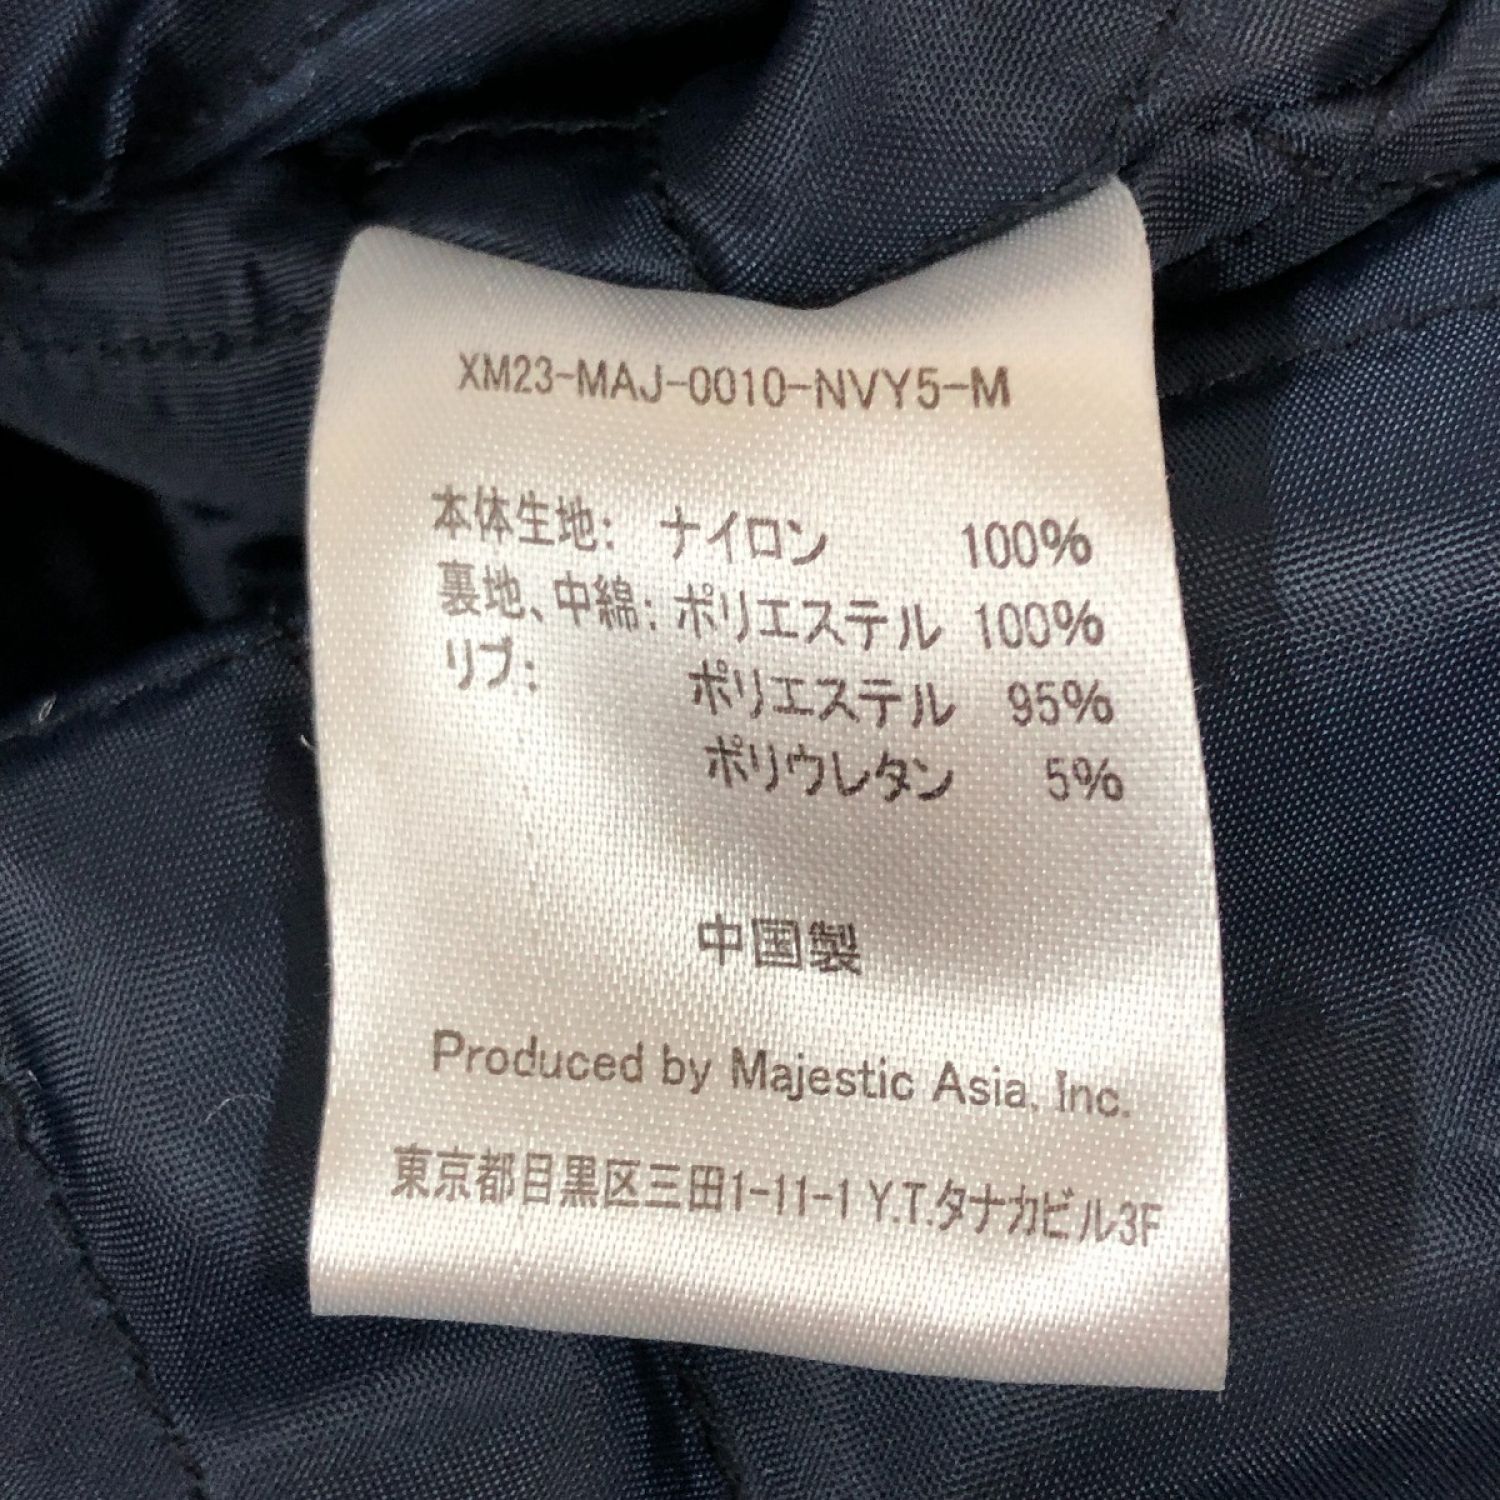 XM23-MAJ-0010-NVY5-M
本体生地: ナイロン 100%
裏地、中綿: ポリエステル 100%
リブ: ポリエステル 95%
ポリウレタン 5%
中国製
Produced by Majestic Asia, Inc.
東京都目黒区三田1-11-1 Y.T.タナカビル3F